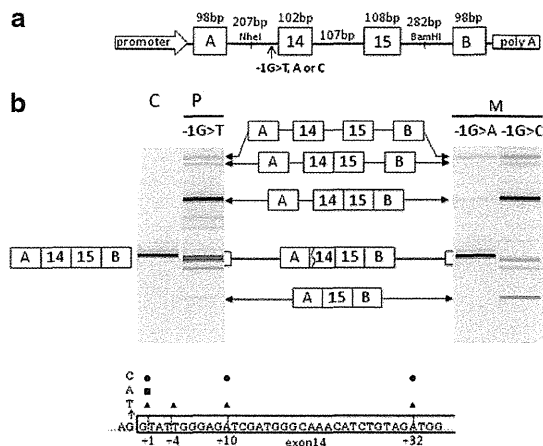 a
98bp 207bp 102bp 108bp 282bp 98bp
promoter A NheI 14 107bp 15 BamHI B poly A
-1G>T, A or C
b
C P M
-1G>T -1G>A -1G>C
A 14 15 B
A 14 15 B
A 14 15 B
A 14 15 B A 14 15 B
A 15 B
C
A
T
...AG GTATTGGGAGATCGATGGGCAAACATCTGTAGATGG...
+1 +4 +10 exon14 +32